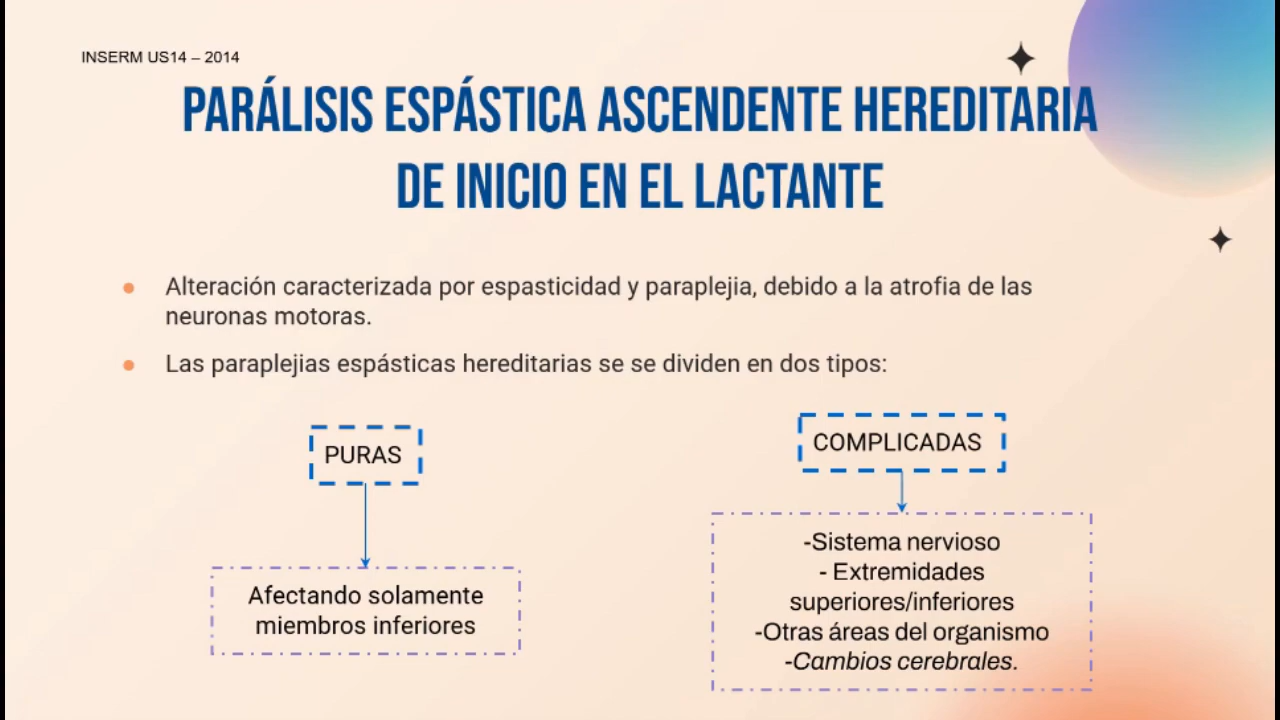 INSERM US14 – 2014
PARÁLISIS ESPÁSTICA ASCENDENTE HEREDITARIA
DE INICIO EN EL LACTANTE
● Alteración caracterizada por espasticidad y paraplejia, debido a la atrofia de las
neuronas motoras.
● Las paraplejias espásticas hereditarias se se dividen en dos tipos:
PURAS
Afectando solamente
miembros inferiores
COMPLICADAS
-Sistema nervioso
- Extremidades
superiores/inferiores
-Otras áreas del organismo
-Cambios cerebrales.